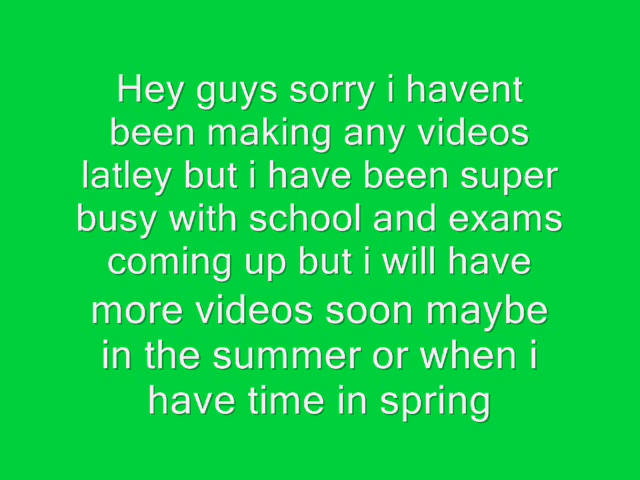 Hey guys sorry i havent
been making any videos
latley but i have been super
busy with school and exams
coming up but i will have
more videos soon maybe
in the summer or when i
have time in spring